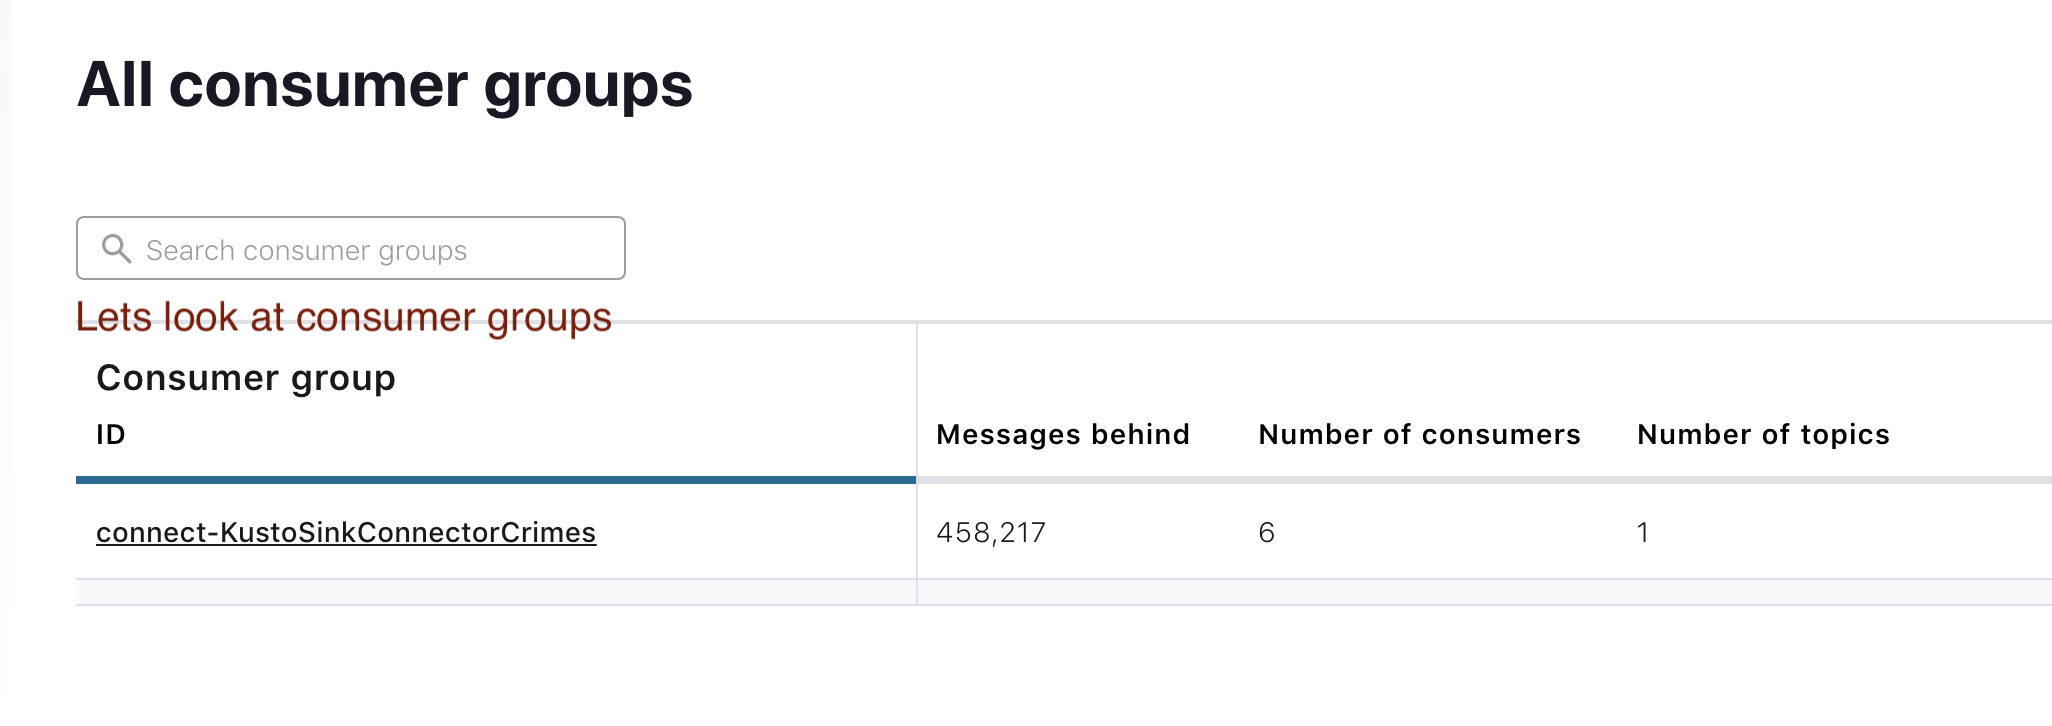 All consumer groups
Search consumer groups
Lets look at consumer groups
Consumer group
ID Messages behind Number of consumers Number of topics
connect-KustoSinkConnectorCrimes 458,217 6 1